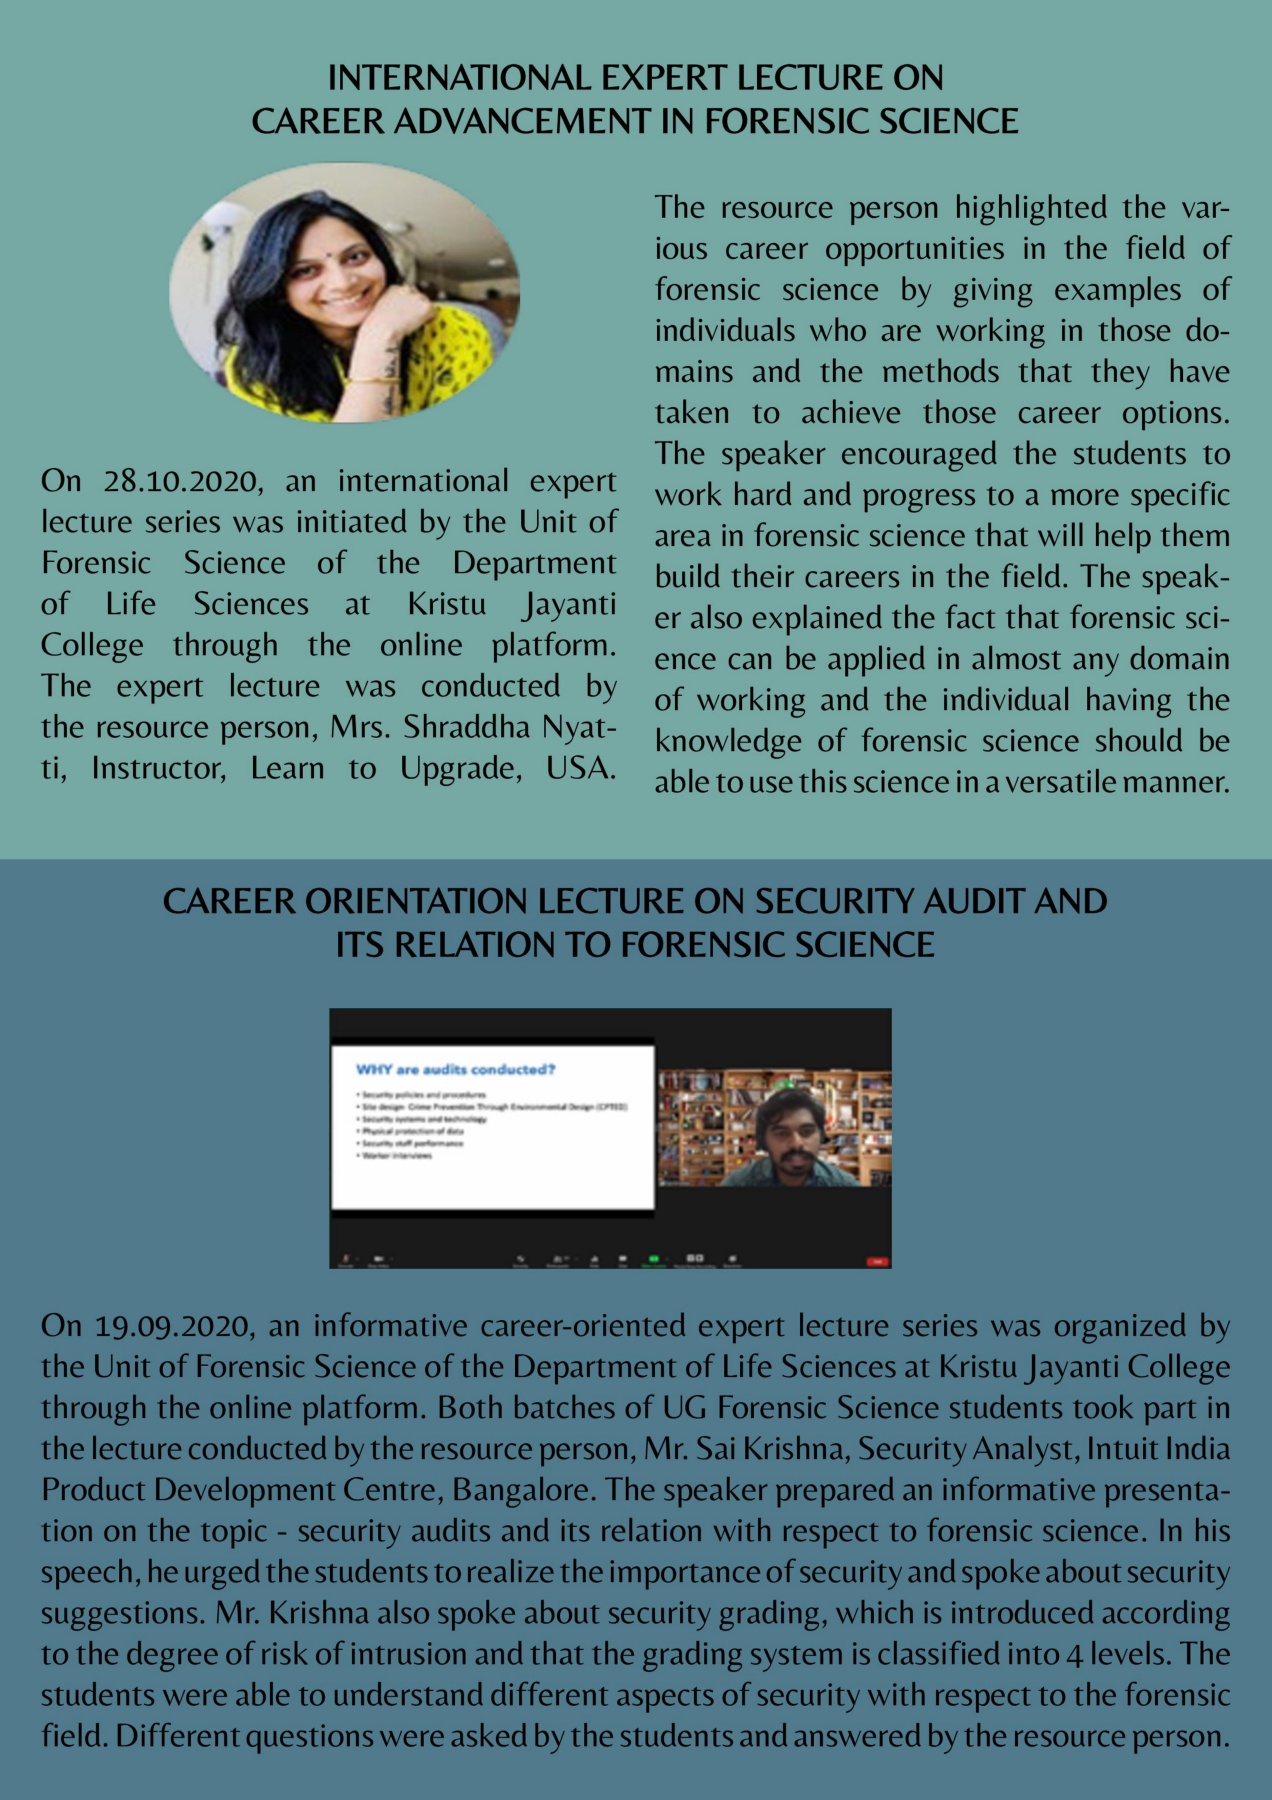 INTERNATIONAL EXPERT LECTURE ON
CAREER ADVANCEMENT IN FORENSIC SCIENCE
On 28.10.2020, an international expert
lecture series was initiated by the Unit of
Forensic Science of the Department
of Life Sciences at Kristu Jayanti
College through the online platform.
The expert lecture was conducted by
the resource person, Mrs. Shraddha Nyat-
ti, Instructor, Learn to Upgrade, USA.
The resource person highlighted the var-
ious career opportunities in the field of
forensic science by giving examples of
individuals who are working in those do-
mains and the methods that they have
taken to achieve those career options.
The speaker encouraged the students to
work hard and progress to a more specific
area in forensic science that will help them
build their careers in the field. The speak-
er also explained the fact that forensic sci-
ence can be applied in almost any domain
of working and the individual having the
knowledge of forensic science should be
able to use this science in a versatile manner.
CAREER ORIENTATION LECTURE ON SECURITY AUDIT AND
ITS RELATION TO FORENSIC SCIENCE
WHY are audits conducted?
• Security policies and procedures
• Site design- Crime Prevention Through Environmental Design (CPTED)
• Security systems and technology
• Physical protection of data
• Security staff performance
• Worker interviews
On 19.09.2020, an informative career-oriented expert lecture series was organized by
the Unit of Forensic Science of the Department of Life Sciences at Kristu Jayanti College
through the online platform. Both batches of UG Forensic Science students took part in
the lecture conducted by the resource person, Mr. Sai Krishna, Security Analyst, Intuit India
Product Development Centre, Bangalore. The speaker prepared an informative presenta-
tion on the topic - security audits and its relation with respect to forensic science. In his
speech, he urged the students to realize the importance of security and spoke about security
suggestions. Mr. Krishna also spoke about security grading, which is introduced according
to the degree of risk of intrusion and that the grading system is classified into 4 levels. The
students were able to understand different aspects of security with respect to the forensic
field. Different questions were asked by the students and answered by the resource person.